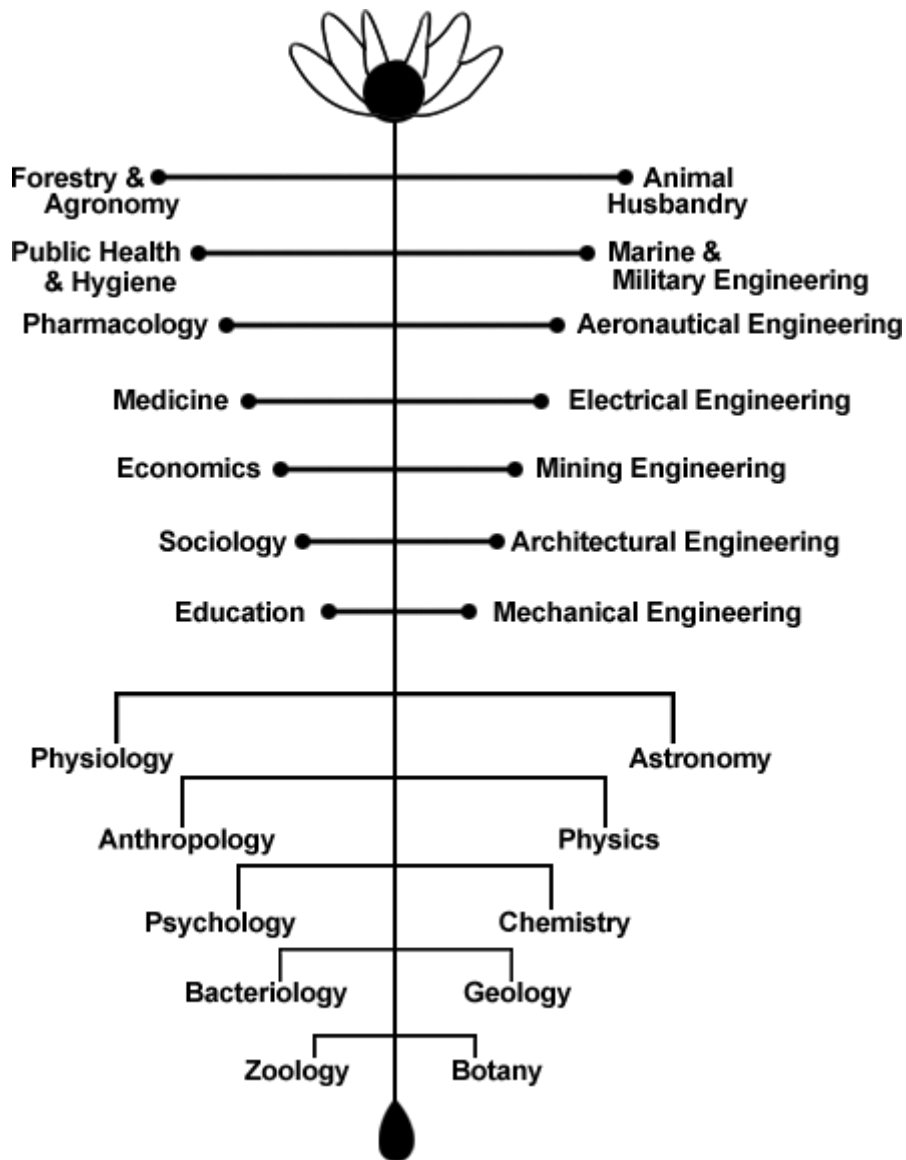 Forestry &
Agronomy
Animal
Husbandry
Public Health
& Hygiene
Marine &
Military Engineering
Pharmacology
Aeronautical Engineering
Medicine
Electrical Engineering
Economics
Mining Engineering
Sociology
Architectural Engineering
Education
Mechanical Engineering
Physiology
Astronomy
Anthropology
Physics
Psychology
Chemistry
Bacteriology
Geology
Zoology
Botany